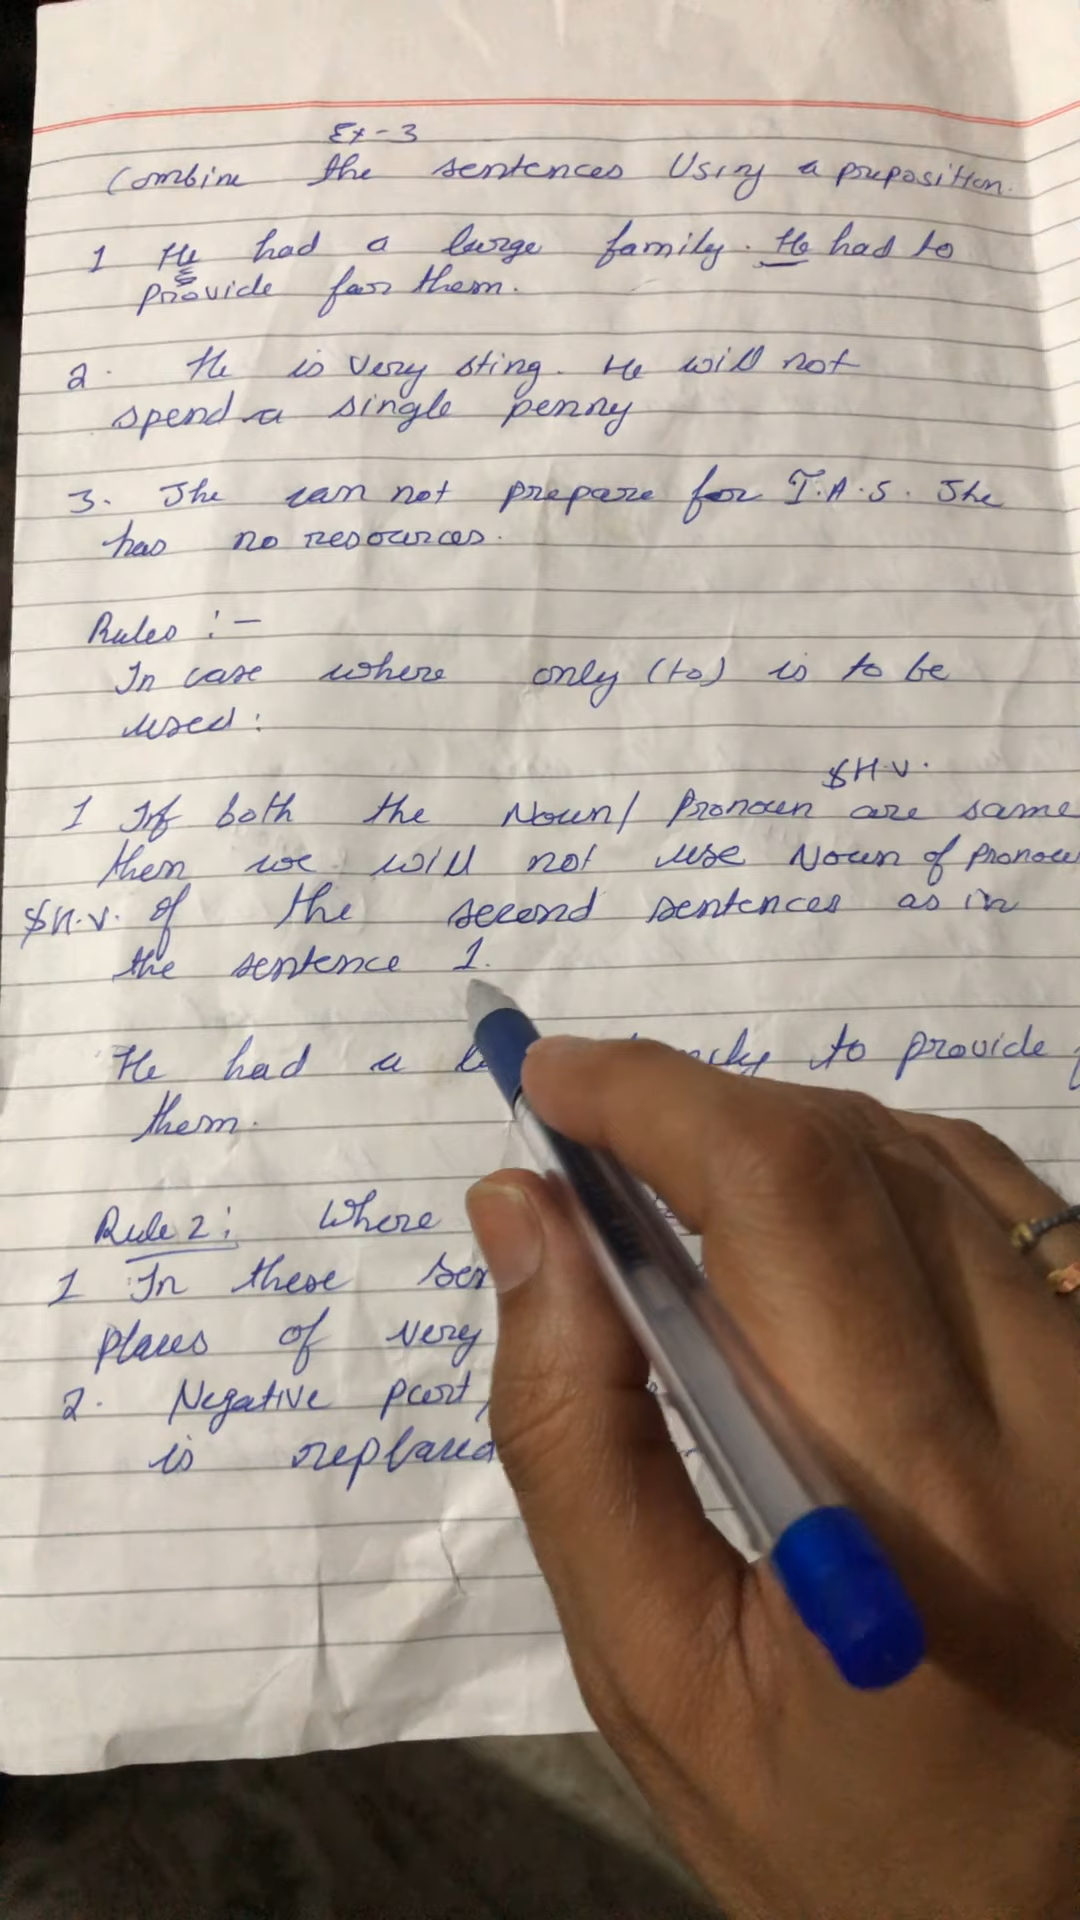 Ex-3
Combine the sentences Using a preposition.
1 He had a large family. He had to
provide for them.
2. He is very sting. He will not
spend a single penny
3. She can not prepare for I.A.S. She
has no resources.
Rules :-
In case where only (to) is to be
used:
$H.V.
1 If both the Noun/ Pronoun are same
then we will not use Noun of pronoun
$H.V. of the second sentences as in
the sentence 1.
He had a to provide
them.
Rule 2: Where
1 In these
places of very
2. Negative part,
is replaced